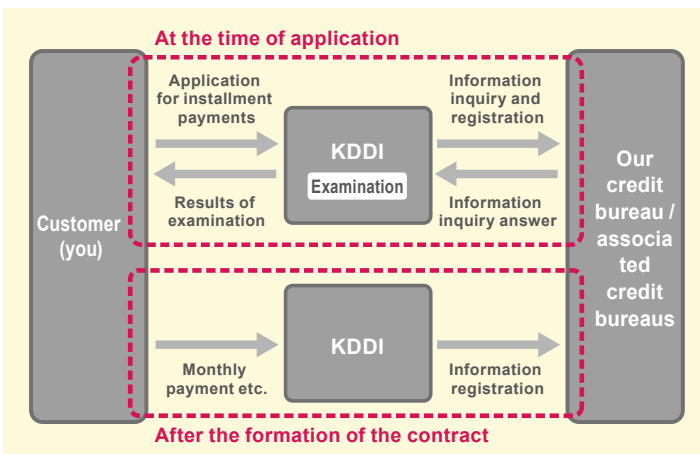 At the time of application
Application
for installment
payments
Information
inquiry and
registration
KDDI
Examination
Results of
examination
Information
inquiry answer
Customer
(you)
Our
credit
bureau /
associa
ted
credit
bureaus
KDDI
Monthly
payment etc.
Information
registration
After the formation of the contract